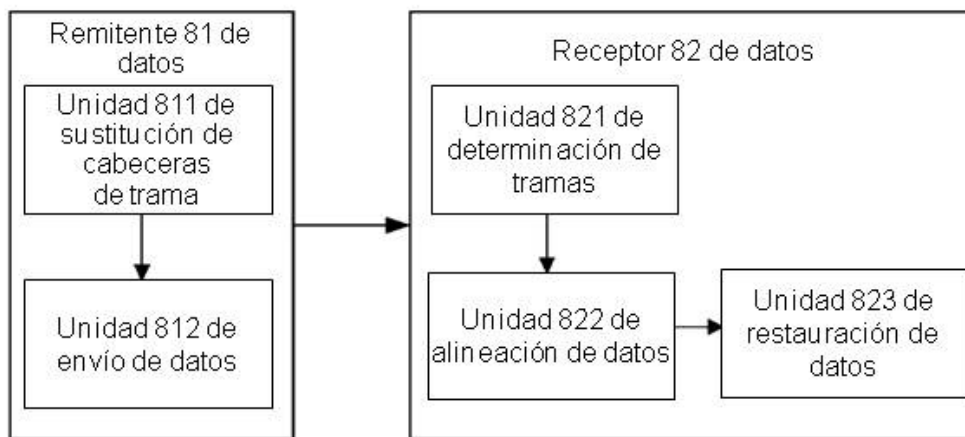 Remitente 81 de
datos
Unidad 811 de
sustitución de
cabeceras
de trama
Unidad 812 de
envío de datos
Receptor 82 de datos
Unidad 821 de
determinación de
tramas
Unidad 822 de
alineación de datos
Unidad 823 de
restauración de
datos